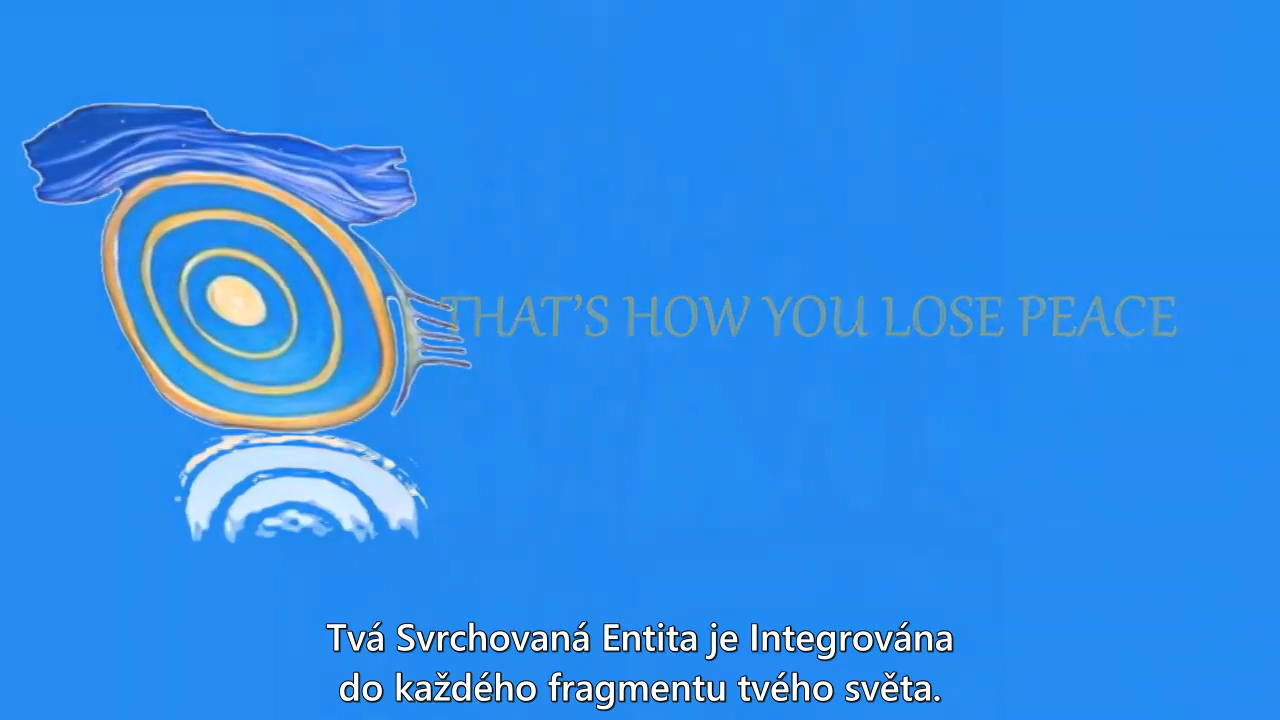 THAT'S HOW YOU LOSE PEACE
Tvá Svrchovaná Entita je Integrována
do každého fragmentu tvého světa.